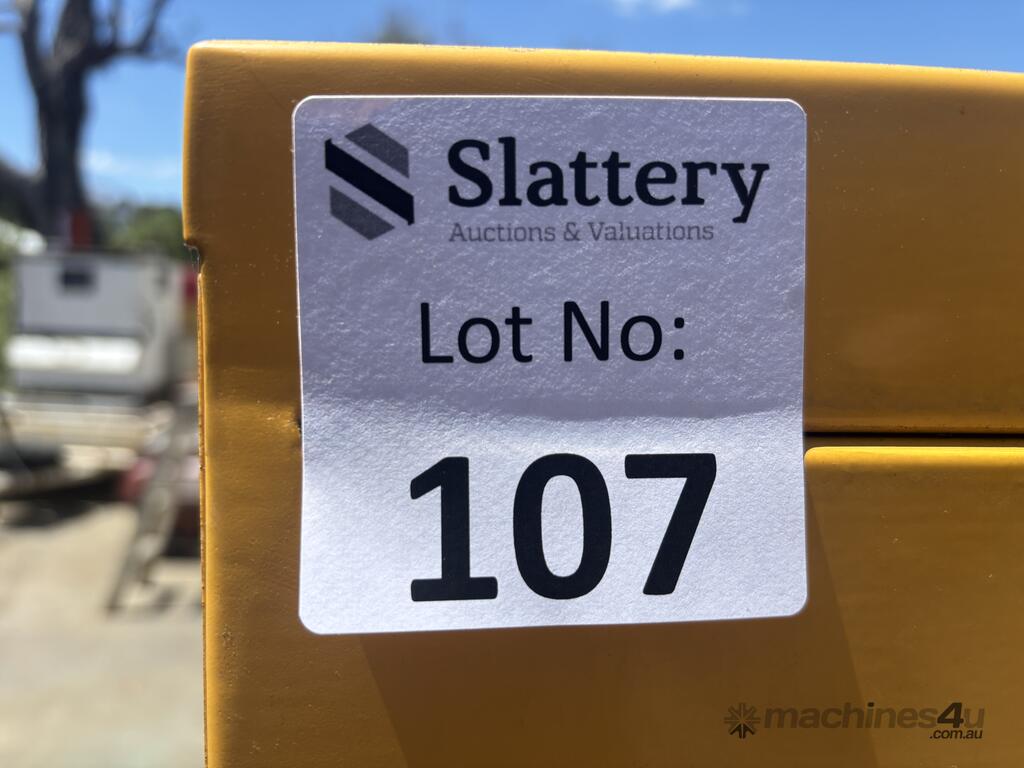 Slattery
Auctions & Valuations
Lot No:
107
machines4u
.com.au